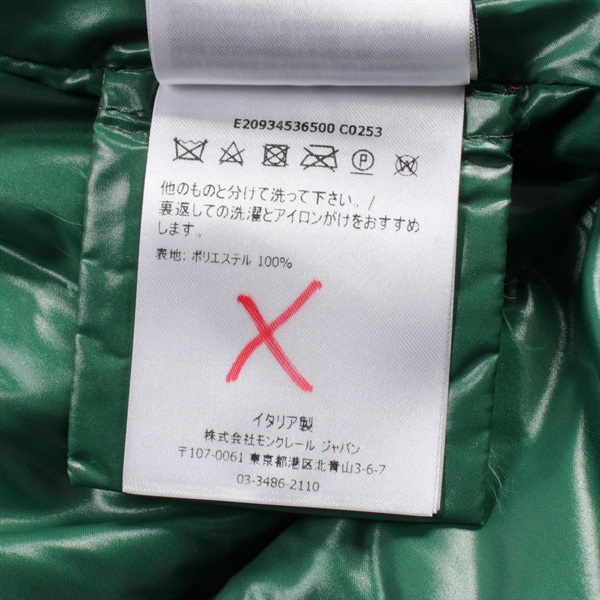 E20934536500 C0253
他のものと分けて洗って下さい。/
裏返しての洗濯とアイロンがけをおすすめ
します。
表地: ポリエステル 100%
イタリア製
株式会社モンクレール ジャパン
〒107-0061 東京都港区北青山3-6-7
03-3486-2110